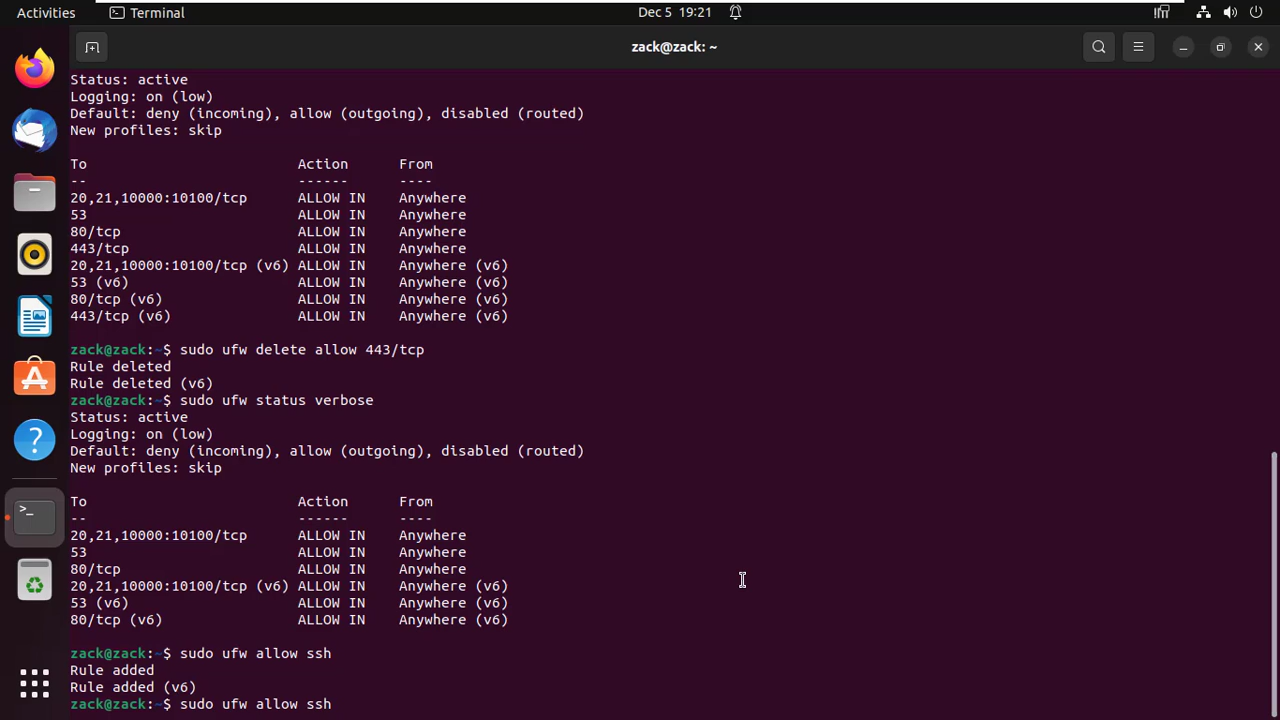 Activities
Terminal
Dec 5 19:21
zack@zack: ~
Status: active
Logging: on (low)
Default: deny (incoming), allow (outgoing), disabled (routed)
New profiles: skip
To Action From
-- ------ ----
20,21,10000:10100/tcp ALLOW IN Anywhere
53 ALLOW IN Anywhere
80/tcp ALLOW IN Anywhere
443/tcp ALLOW IN Anywhere
20,21,10000:10100/tcp (v6) ALLOW IN Anywhere (v6)
53 (v6) ALLOW IN Anywhere (v6)
80/tcp (v6) ALLOW IN Anywhere (v6)
443/tcp (v6) ALLOW IN Anywhere (v6)
zack@zack:~$ sudo ufw delete allow 443/tcp
Rule deleted
Rule deleted (v6)
zack@zack:~$ sudo ufw status verbose
Status: active
Logging: on (low)
Default: deny (incoming), allow (outgoing), disabled (routed)
New profiles: skip
To Action From
-- ------ ----
20,21,10000:10100/tcp ALLOW IN Anywhere
53 ALLOW IN Anywhere
80/tcp ALLOW IN Anywhere
20,21,10000:10100/tcp (v6) ALLOW IN Anywhere (v6)
53 (v6) ALLOW IN Anywhere (v6)
80/tcp (v6) ALLOW IN Anywhere (v6)
zack@zack:~$ sudo ufw allow ssh
Rule added
Rule added (v6)
zack@zack:~$ sudo ufw allow ssh